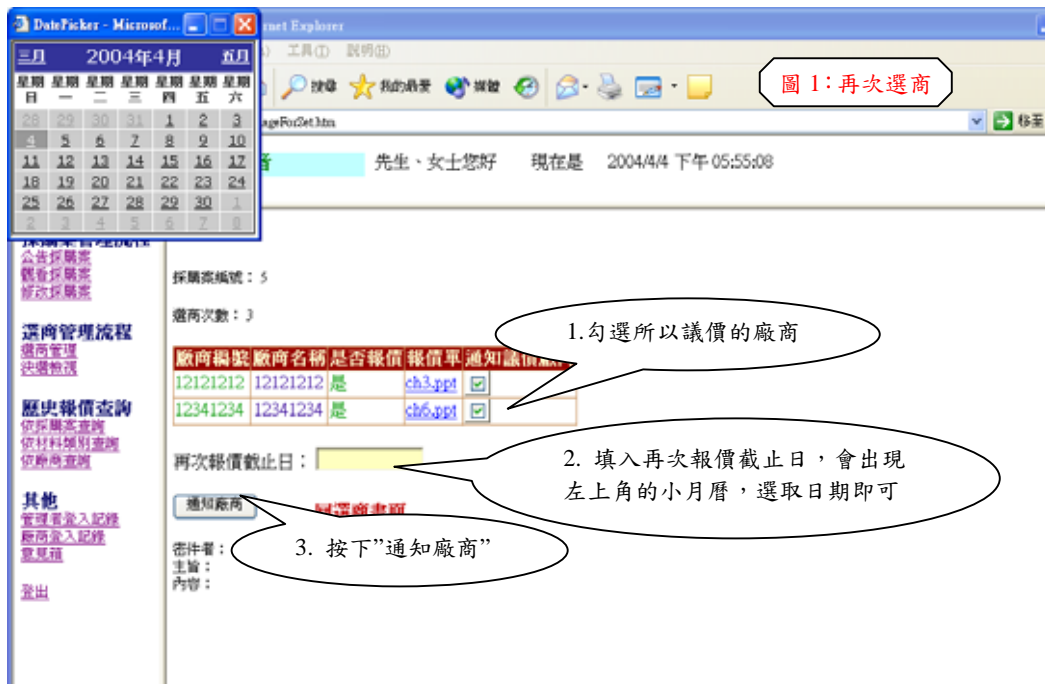 DatePicker - Microsof...
rnet Explorer
三月 2004年4月 五月
星期日 星期一 星期二 星期三 星期四 星期五 星期六
28 29 30 31 1 2 3
4 5 6 7 8 9 10
11 12 13 14 15 16 17
18 19 20 21 22 23 24
25 26 27 28 29 30 1
2 3 4 5 6 7 8
工具(T) 說明(H)
搜尋 我的最愛 媒體
圖 1：再次選商
ageForSet.htm
移至
先生、女士您好 現在是 2004/4/4 下午 05:55:08
採購案管理流程
公告採購案
觀看採購案
修改採購案
選商管理流程
選商管理
決選檢視
歷史報價查詢
依採購案查詢
依材料類別查詢
依廠商查詢
其他
管理者登入記錄
廠商登入記錄
意見箱
登出
採購案編號：5
選商次數：3
廠商編號 廠商名稱 是否報價 報價單 通知議價廠商
12121212 12121212 是 ch3.ppt
12341234 12341234 是 ch6.ppt
再次報價截止日：
通知廠商
回選商畫面
密件者：
主旨：
內容：
1.勾選所以議價的廠商
2. 填入再次報價截止日，會出現
左上角的小月曆，選取日期即可
3. 按下”通知廠商”